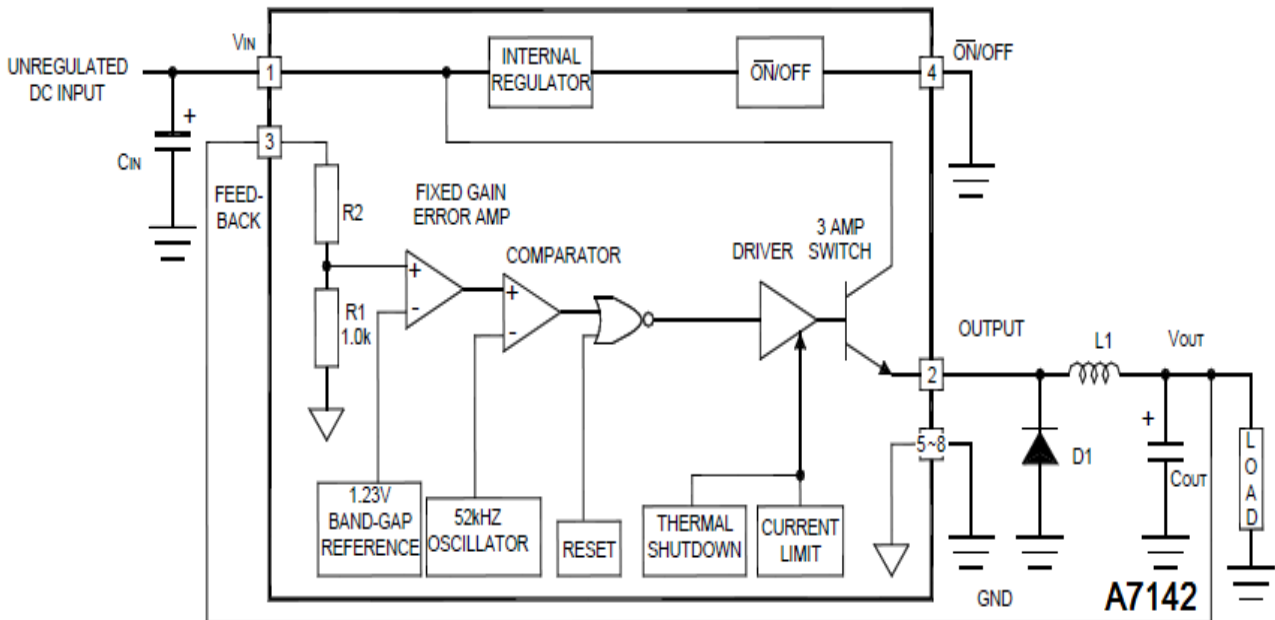 VIN
UNREGULATED
DC INPUT
+
CIN
1
INTERNAL
REGULATOR
ON/OFF
4
ON/OFF
3
FEED-
BACK
R2
R1
1.0k
FIXED GAIN
ERROR AMP
+
-
COMPARATOR
+
-
DRIVER
3 AMP
SWITCH
OUTPUT
2
L1
VOUT
5~8
D1
+
COUT
LOAD
1.23V
BAND-GAP
REFERENCE
52kHZ
OSCILLATOR
RESET
THERMAL
SHUTDOWN
CURRENT
LIMIT
GND
A7142